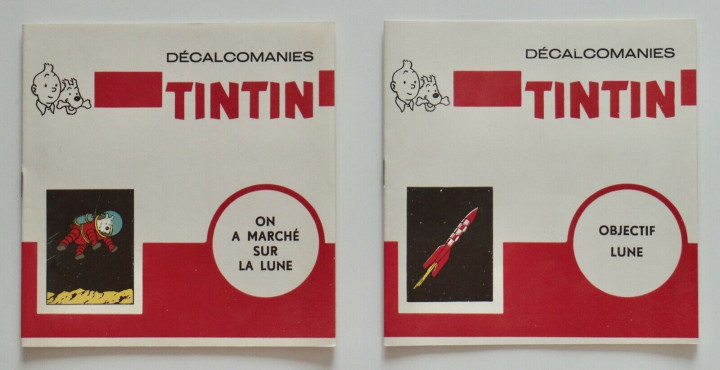 DÉCALCOMANIES
TINTIN
ON
A MARCHÉ
SUR
LA LUNE
DÉCALCOMANIES
TINTIN
OBJECTIF
LUNE